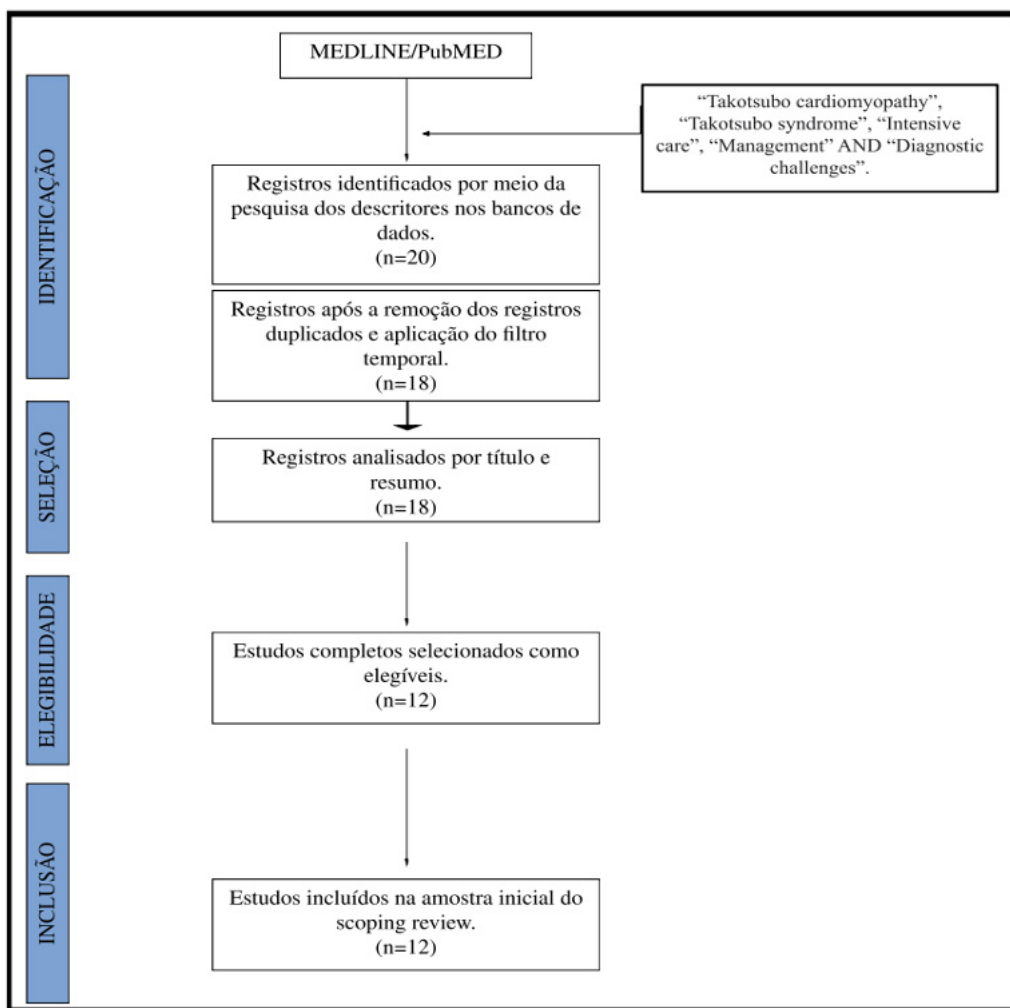 MEDLINE/PubMED
“Takotsubo cardiomyopathy”,
“Takotsubo syndrome”, “Intensive
care”, “Management” AND “Diagnostic
challenges”.
IDENTIFICAÇÃO
Registros identificados por meio da
pesquisa dos descritores nos bancos de
dados.
(n=20)
Registros após a remoção dos registros
duplicados e aplicação do filtro
temporal.
(n=18)
SELEÇÃO
Registros analisados por título e
resumo.
(n=18)
ELEGIBILIDADE
Estudos completos selecionados como
elegíveis.
(n=12)
INCLUSÃO
Estudos incluídos na amostra inicial do
scoping review.
(n=12)